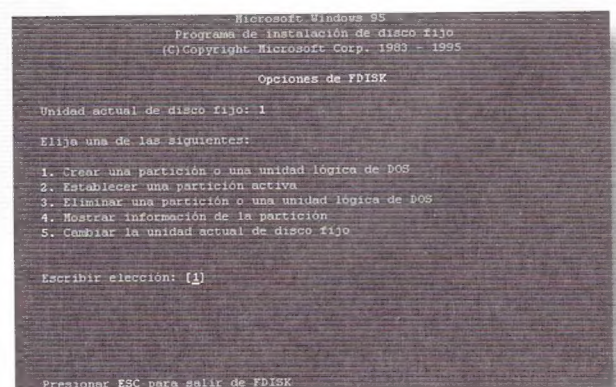 Microsoft Windows 95
Programa de instalación de disco fijo
(C)Copyright Microsoft Corp. 1983 - 1995
Opciones de FDISK
Unidad actual de disco fijo: 1
Elija una de las siguientes:
1. Crear una partición o una unidad lógica de DOS
2. Establecer una partición activa
3. Eliminar una partición o una unidad lógica de DOS
4. Mostrar información de la partición
5. Cambiar la unidad actual de disco fijo
Escribir elección: [1]
Presionar ESC para salir de FDISK